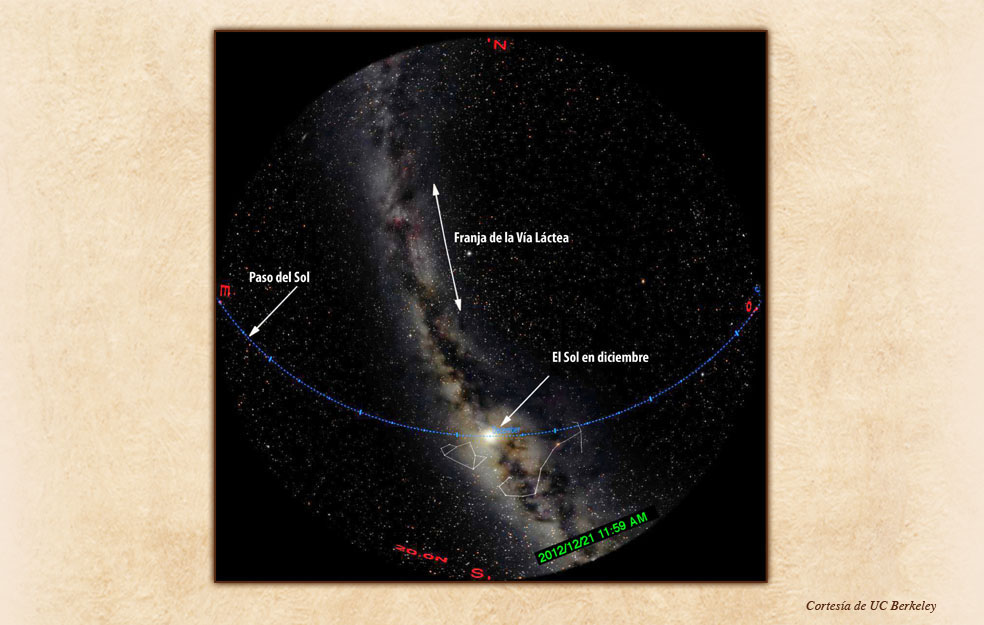 N
Franja de la Vía Láctea
Paso del Sol
E
O
El Sol en diciembre
2012/12/21 11:59 AM
20.0N
S
Cortesía de UC Berkeley